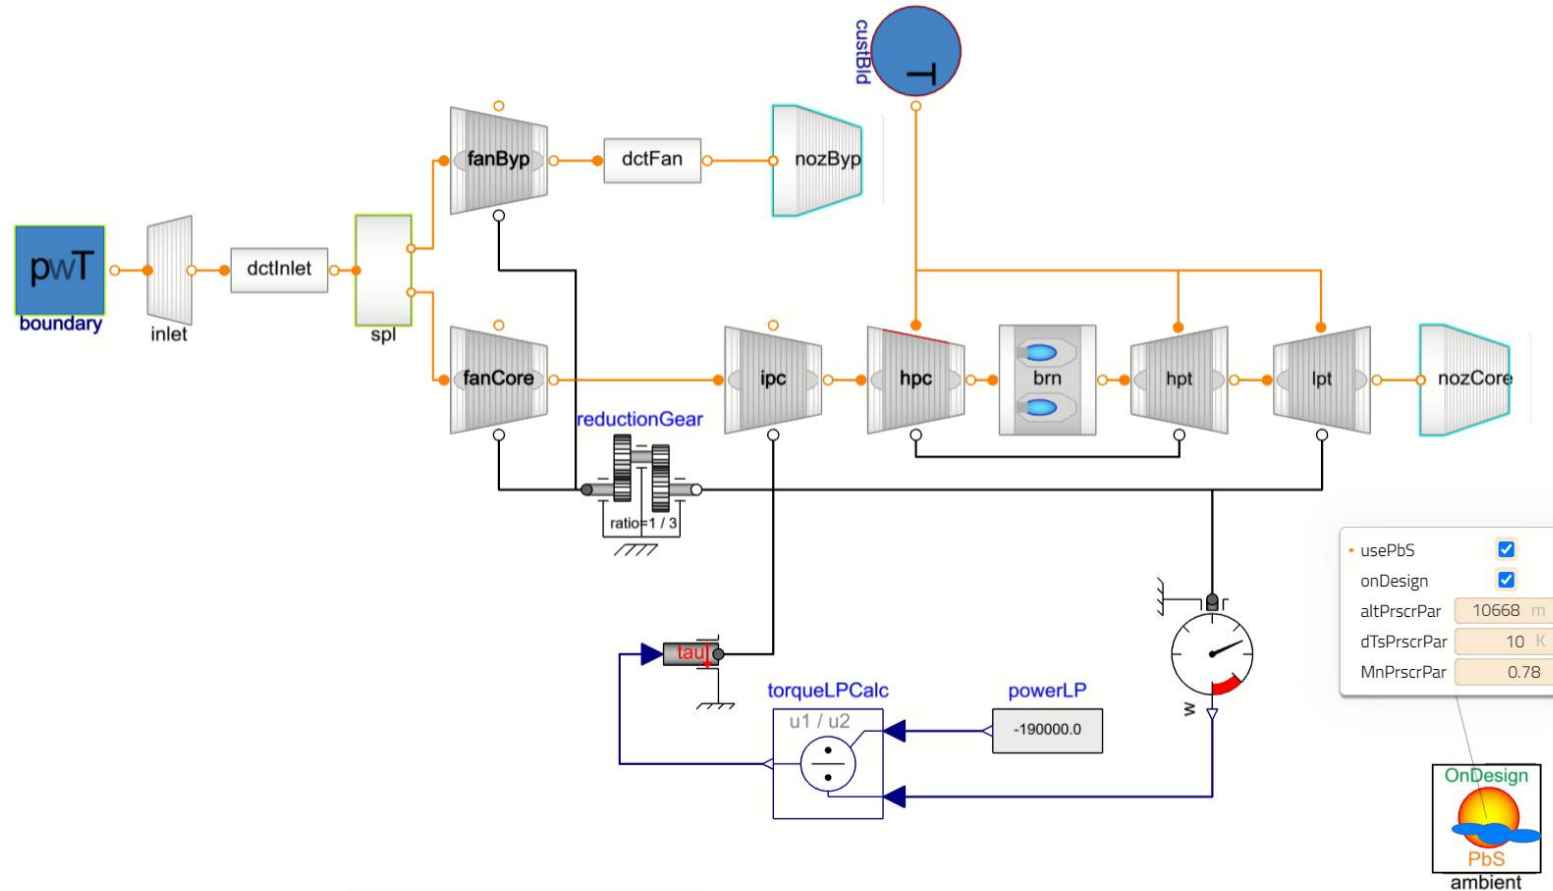 custBld
T
fanByp
dctFan
nozByp
pwT
boundary
inlet
dctInlet
spl
fanCore
ipc
hpc
brn
hpt
lpt
nozCore
reductionGear
ratio=1 / 3
tau
torqueLPCalc
u1 / u2
powerLP
-190000.0
w
usePbS
onDesign
altPrscrPar 10668 m
dTsPrscrPar 10 K
MnPrscrPar 0.78
OnDesign
PbS
ambient